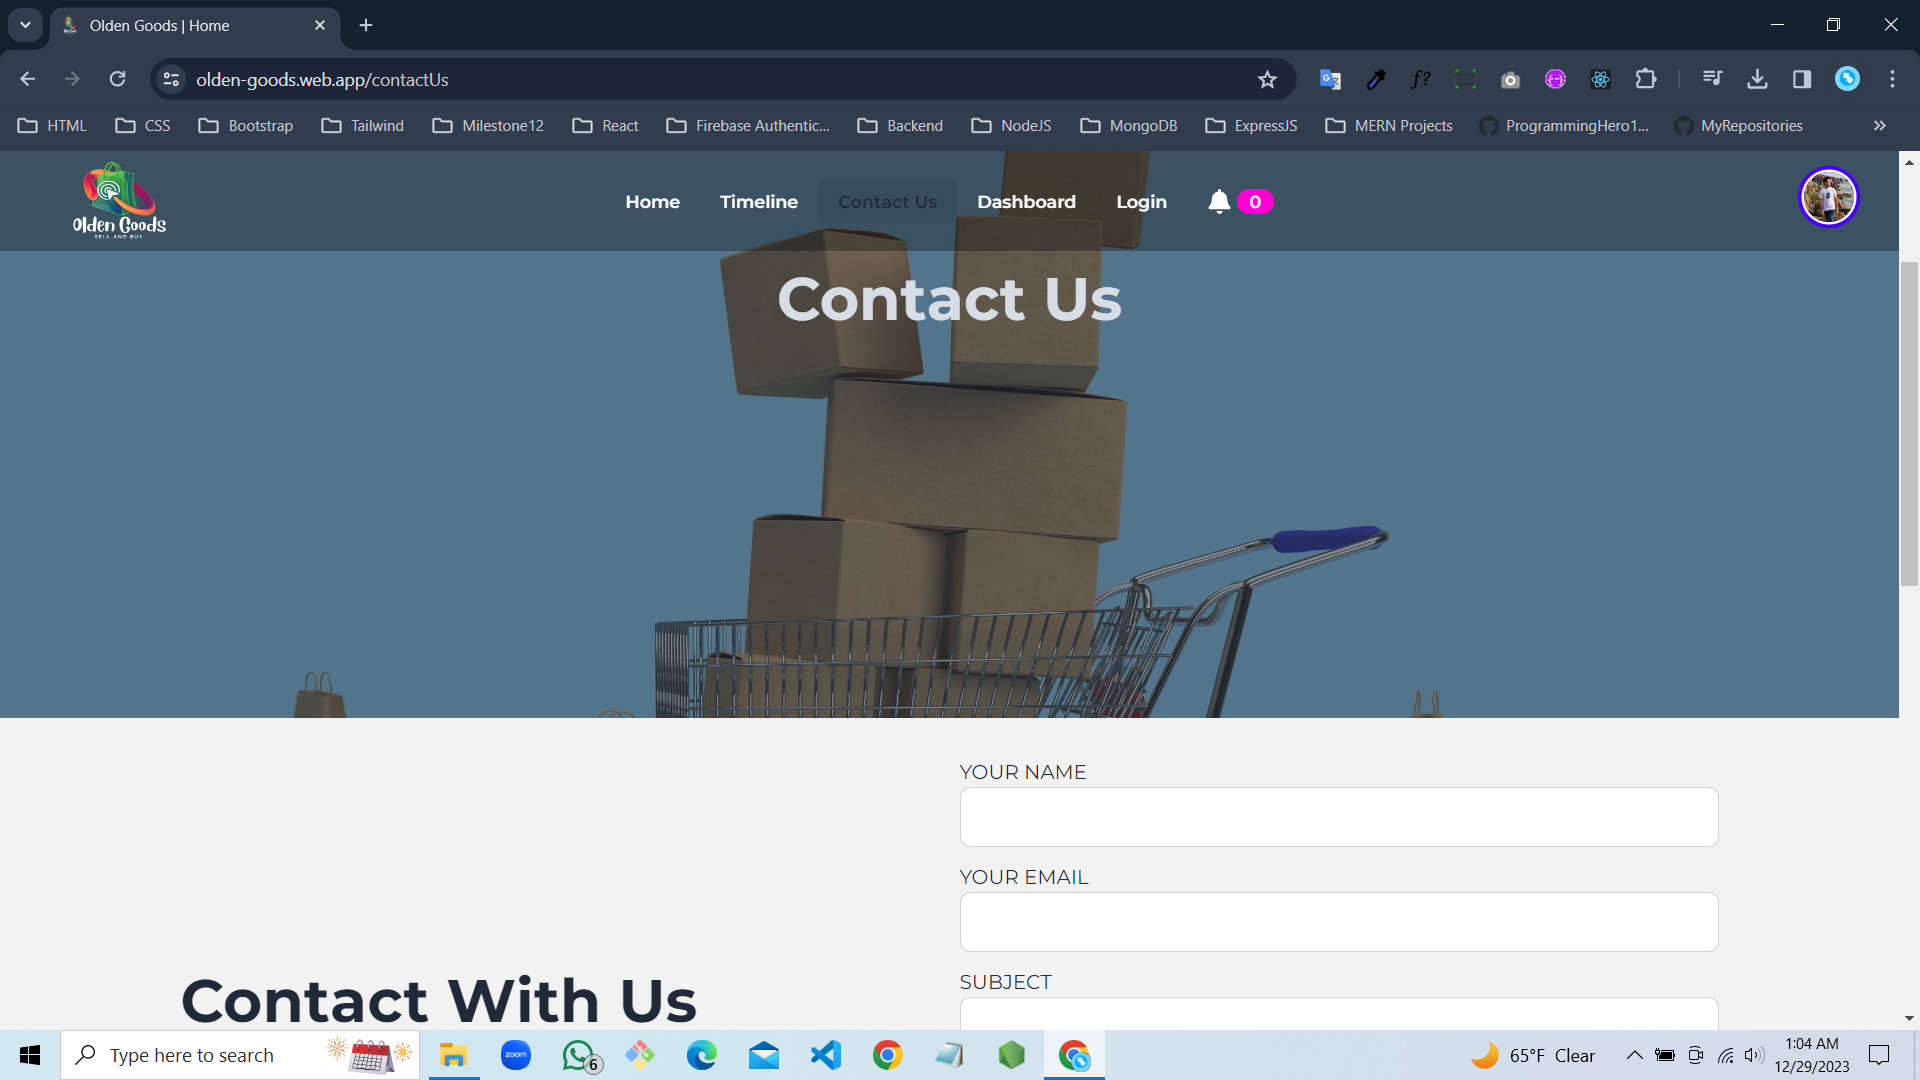 Olden Goods | Home
olden-goods.web.app/contactUs
HTML CSS Bootstrap Tailwind Milestone12 React Firebase Authentic... Backend NodeJS MongoDB ExpressJS MERN Projects ProgrammingHero1... MyRepositories
Olden Goods
SELL AND BUY
Home Timeline Contact Us Dashboard Login 0
Contact Us
YOUR NAME
YOUR EMAIL
SUBJECT
Contact With Us
Type here to search
zoom
6
65°F Clear
1:04 AM
12/29/2023